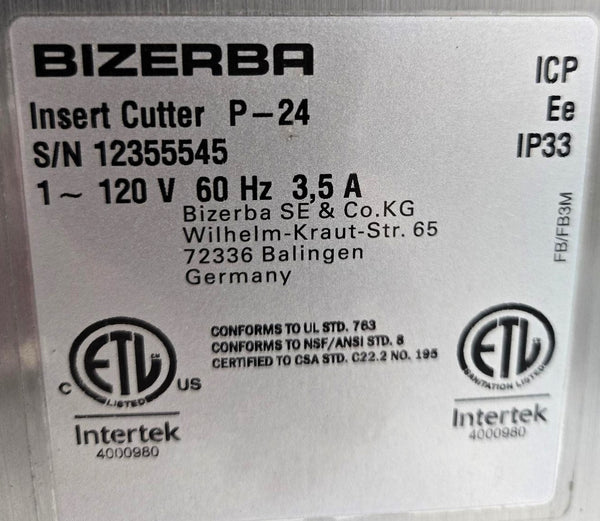 BIZERBA
ICP
Insert Cutter P-24
Ee
S/N 12355545
IP33
1~ 120 V 60 Hz 3,5 A
Bizerba SE & Co.KG
Wilhelm-Kraut-Str. 65
72336 Balingen
Germany
FB/FB3M
CONFORMS TO UL STD. 763
CONFORMS TO NSF/ANSI STD. 8
CERTIFIED TO CSA STD. C22.2 NO. 195
ETL
CM
LISTED
C US
Intertek
4000980
ETL
SANITATION LISTED
Intertek
4000980